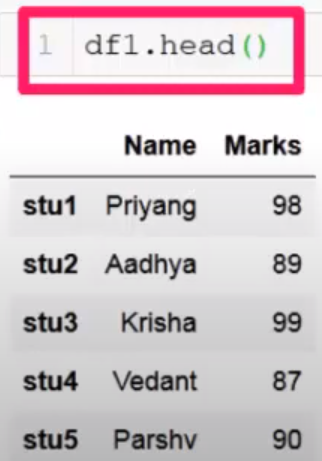 1 df1.head()
Name Marks
stu1 Priyang 98
stu2 Aadhya 89
stu3 Krisha 99
stu4 Vedant 87
stu5 Parshv 90